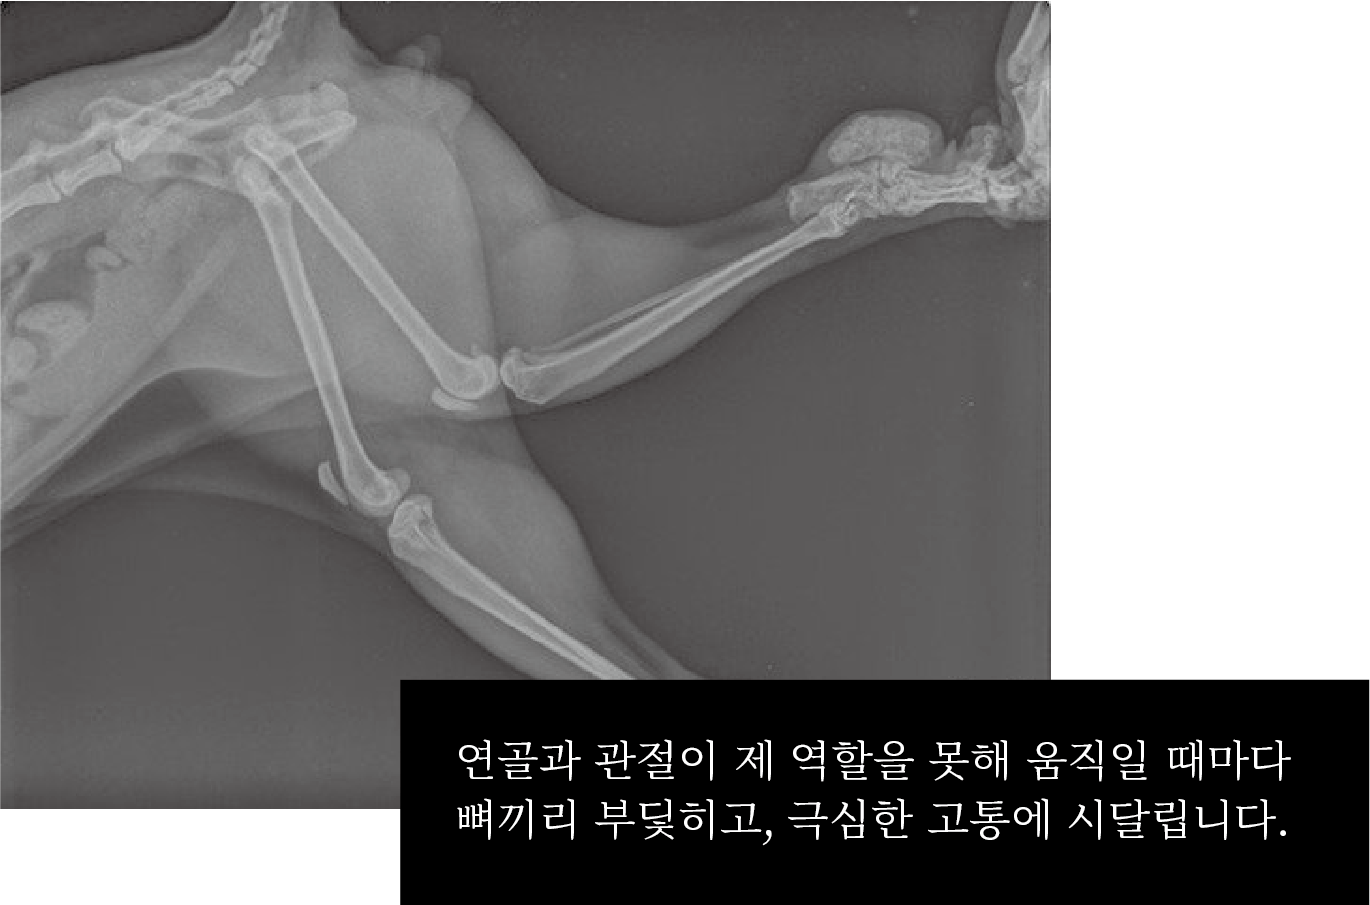 연골과 관절이 제 역할을 못해 움직일 때마다
뼈끼리 부딪히고, 극심한 고통에 시달립니다.